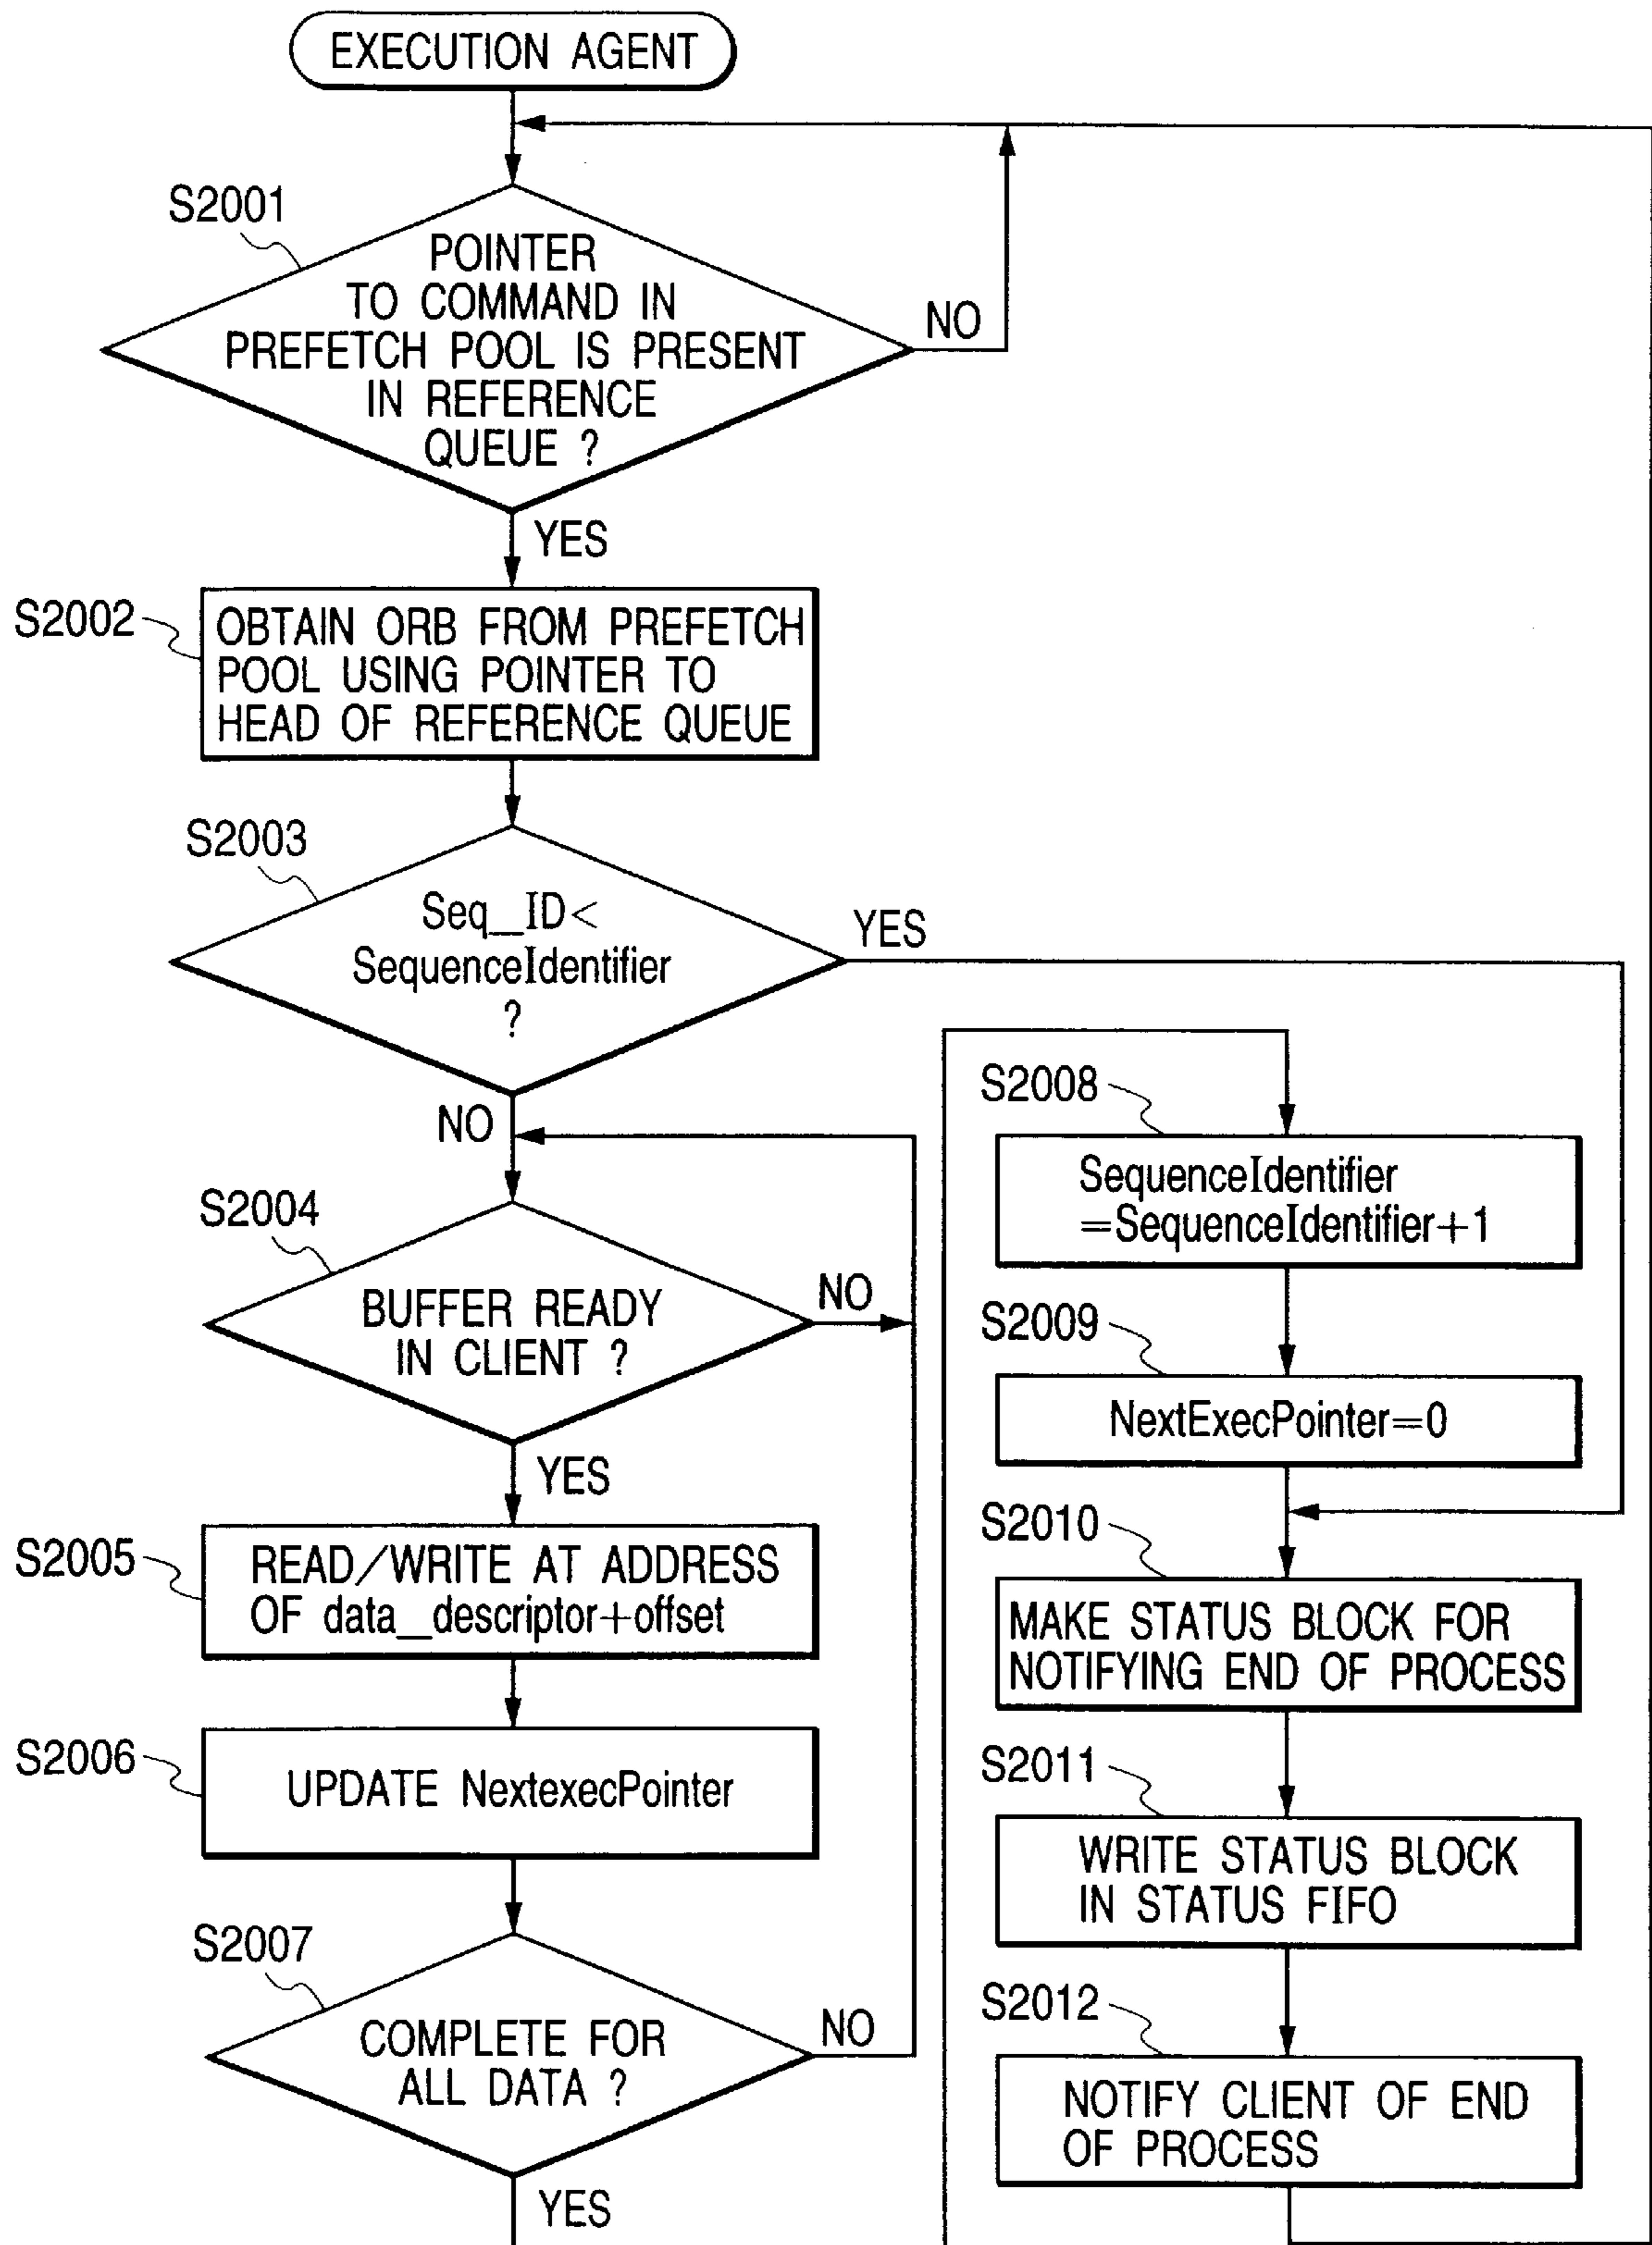 EXECUTION AGENT
S2001
POINTER
TO COMMAND IN
PREFETCH POOL IS PRESENT
IN REFERENCE
QUEUE ?
NO
YES
S2002
OBTAIN ORB FROM PREFETCH
POOL USING POINTER TO
HEAD OF REFERENCE QUEUE
S2003
Seq_ID<
SequenceIdentifier
?
YES
NO
S2004
BUFFER READY
IN CLIENT ?
NO
YES
S2005
READ/WRITE AT ADDRESS
OF data_descriptor+offset
S2006
UPDATE NextexecPointer
S2007
COMPLETE FOR
ALL DATA ?
NO
YES
S2008
SequenceIdentifier
=SequenceIdentifier+1
S2009
NextExecPointer=0
S2010
MAKE STATUS BLOCK FOR
NOTIFYING END OF PROCESS
S2011
WRITE STATUS BLOCK
IN STATUS FIFO
S2012
NOTIFY CLIENT OF END
OF PROCESS